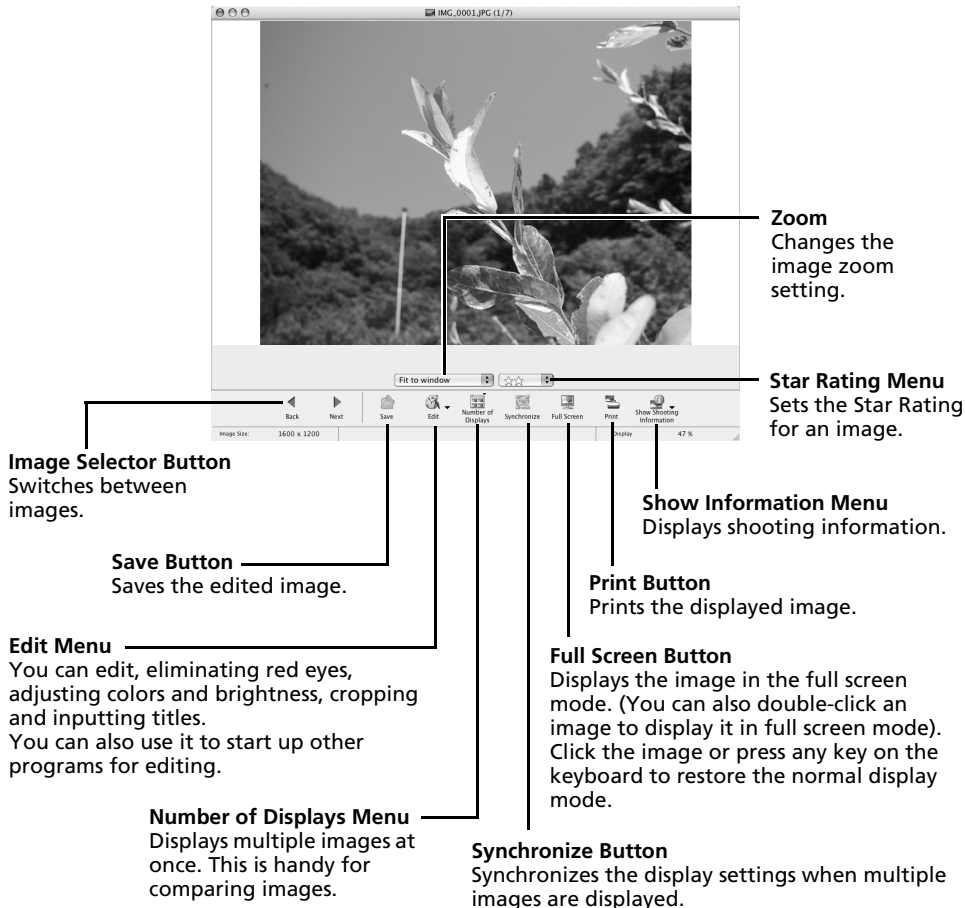 IMG_0001.JPG (1/7)
Zoom
Changes the
image zoom
setting.
Fit to window
Star Rating Menu
Sets the Star Rating
for an image.
Back
Next
Save
Edit
Number of
Displays
Synchronize
Full Screen
Print
Show Shooting
Information
Image Size:
1600 x 1200
Display
47 %
Image Selector Button
Switches between
images.
Show Information Menu
Displays shooting information.
Save Button
Saves the edited image.
Print Button
Prints the displayed image.
Edit Menu
You can edit, eliminating red eyes,
adjusting colors and brightness, cropping
and inputting titles.
You can also use it to start up other
programs for editing.
Full Screen Button
Displays the image in the full screen
mode. (You can also double-click an
image to display it in full screen mode).
Click the image or press any key on the
keyboard to restore the normal display
mode.
Number of Displays Menu
Displays multiple images at
once. This is handy for
comparing images.
Synchronize Button
Synchronizes the display settings when multiple
images are displayed.